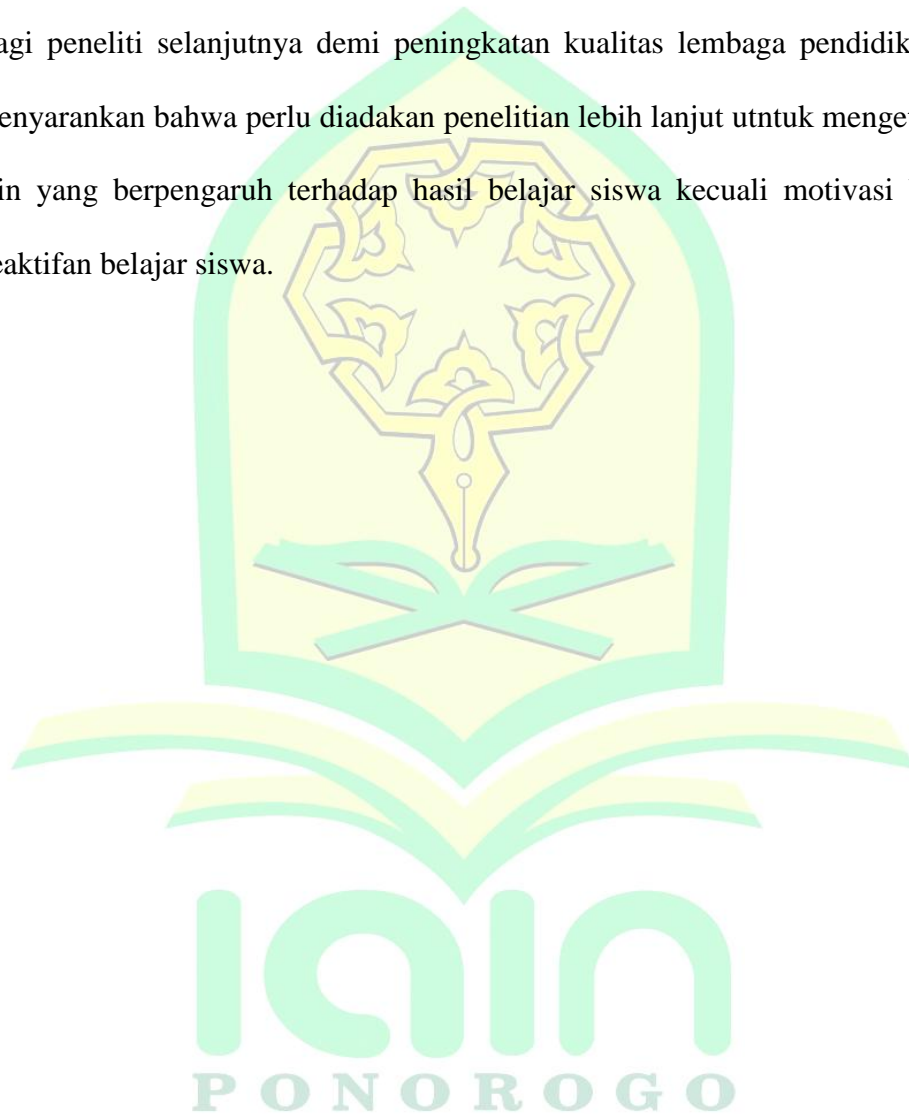 agi peneliti selanjutnya demi peningkatan kualitas lembaga pendidik
enyarankan bahwa perlu diadakan penelitian lebih lanjut utntuk menge
in yang berpengaruh terhadap hasil belajar siswa kecuali motivasi
eaktifan belajar siswa.
iain
PONOROGO